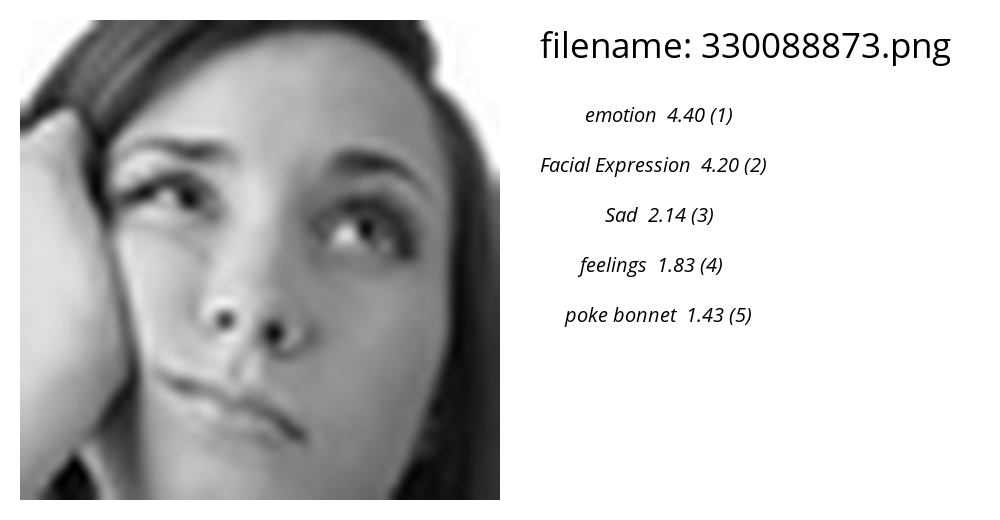 filename: 330088873.png
emotion 4.40 (1)
Facial Expression 4.20 (2)
Sad 2.14 (3)
feelings 1.83 (4)
poke bonnet 1.43 (5)